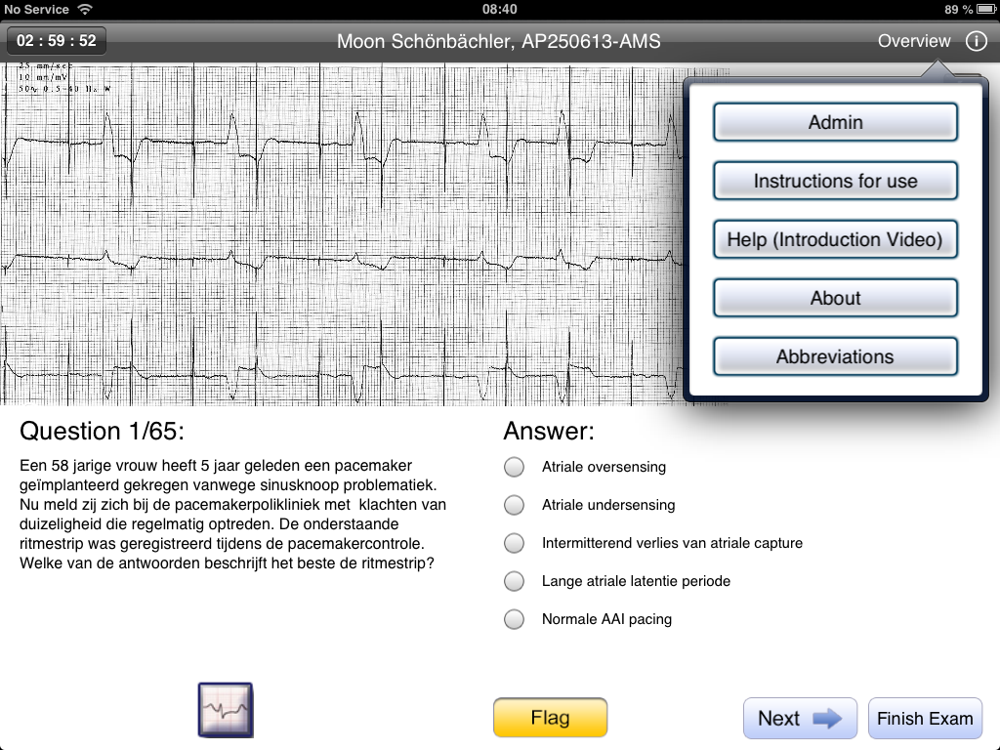 No Service
08:40
89 %
02 : 59 : 52
Moon Schönbächler, AP250613-AMS
Overview
25 mm/sec
10 mm/mV
50~ 0.5-40 Hz W
Admin
Instructions for use
Help (Introduction Video)
About
Abbreviations
Question 1/65:
Een 58 jarige vrouw heeft 5 jaar geleden een pacemaker
geïmplanteerd gekregen vanwege sinusknoop problematiek.
Nu meld zij zich bij de pacemakerpolikliniek met  klachten van
duizeligheid die regelmatig optreden. De onderstaande
ritmestrip was geregistreerd tijdens de pacemakercontrole.
Welke van de antwoorden beschrijft het beste de ritmestrip?
Answer:
Atriale oversensing
Atriale undersensing
Intermitterend verlies van atriale capture
Lange atriale latentie periode
Normale AAI pacing
Flag
Next
Finish Exam